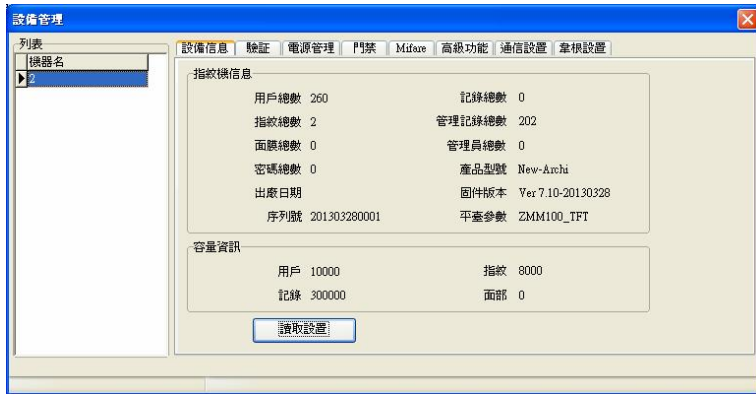 設備管理
列表
機器名
2
設備信息 驗証 電源管理 門禁 Mifare 高級功能 通信設置 韋根設置
指紋機信息
用戶總數 260 記錄總數 0
指紋總數 2 管理記錄總數 202
面膜總數 0 管理員總數 0
密碼總數 0 產品型號 New-Archi
出廠日期 固件版本 Ver 7.10-20130328
序列號 201303280001 平臺參數 ZMM100_TFT
容量資訊
用戶 10000 指紋 8000
記錄 300000 面部 0
讀取設置